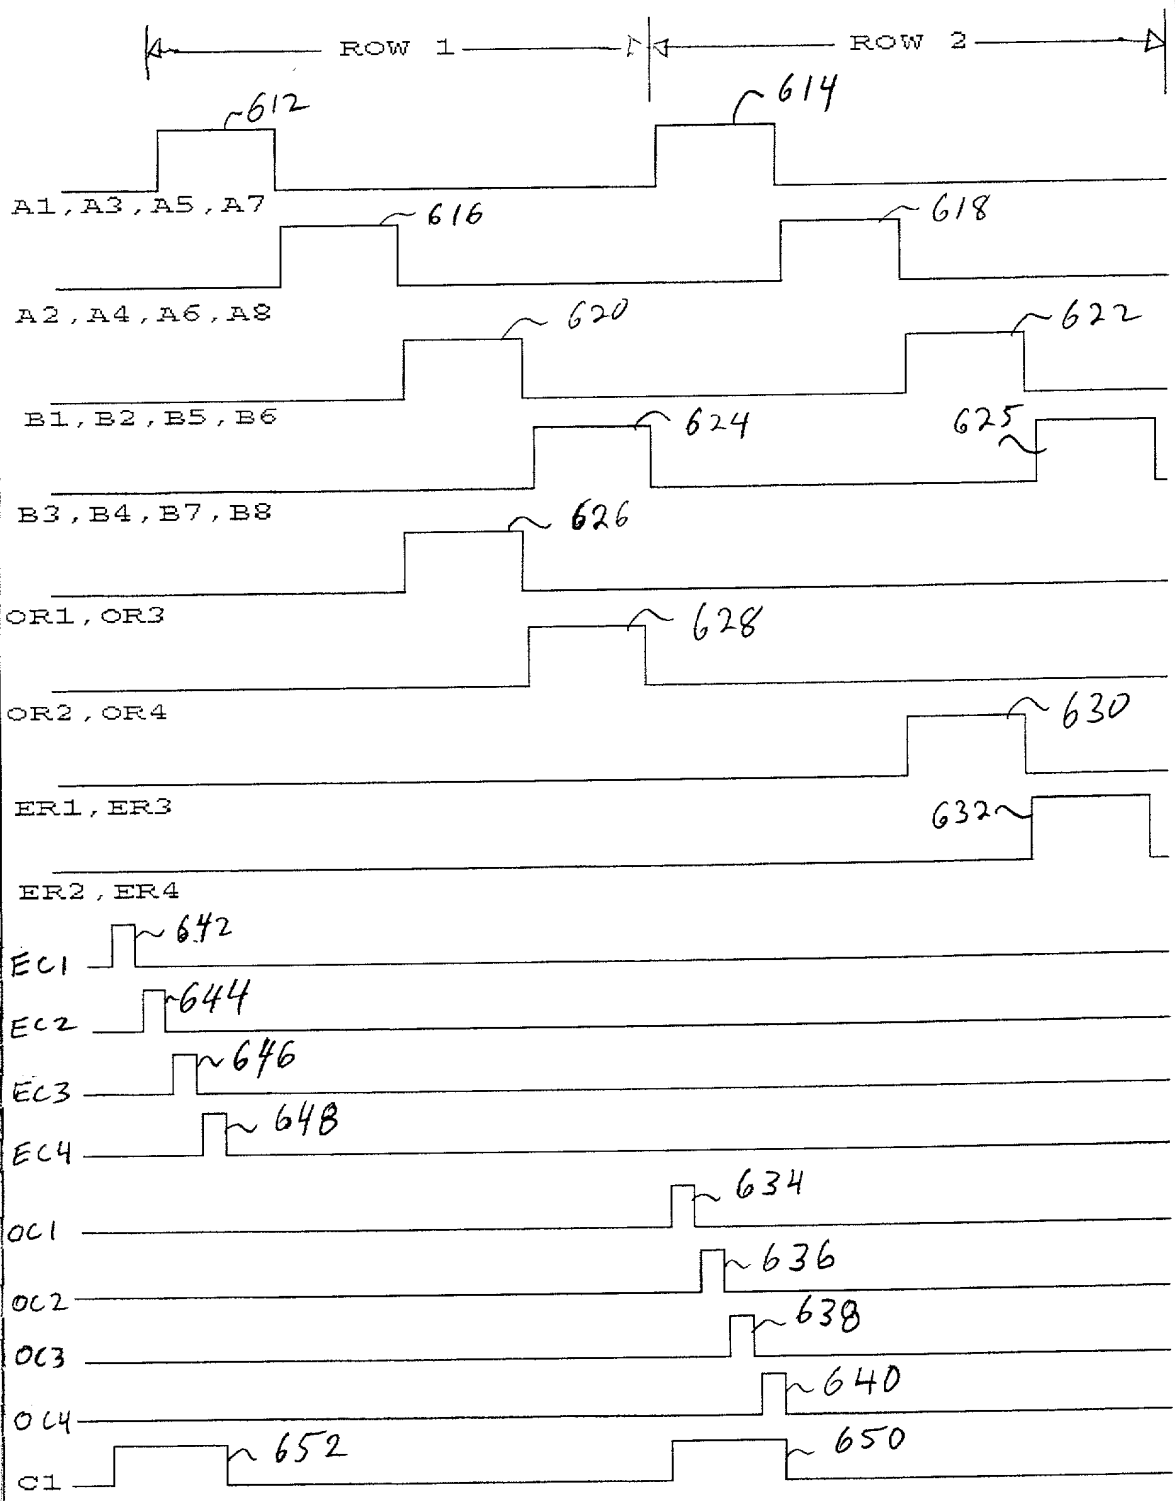 ROW 1 ROW 2
612 614
A1, A3, A5, A7
616 618
A2, A4, A6, A8
620 622
B1, B2, B5, B6
624 625
B3, B4, B7, B8
626
OR1, OR3
628
OR2, OR4
630
ER1, ER3
632
ER2, ER4
642
EC1
644
EC2
646
EC3
648
EC4
634
OC1
636
OC2
638
OC3
640
OC4
652 650
C1